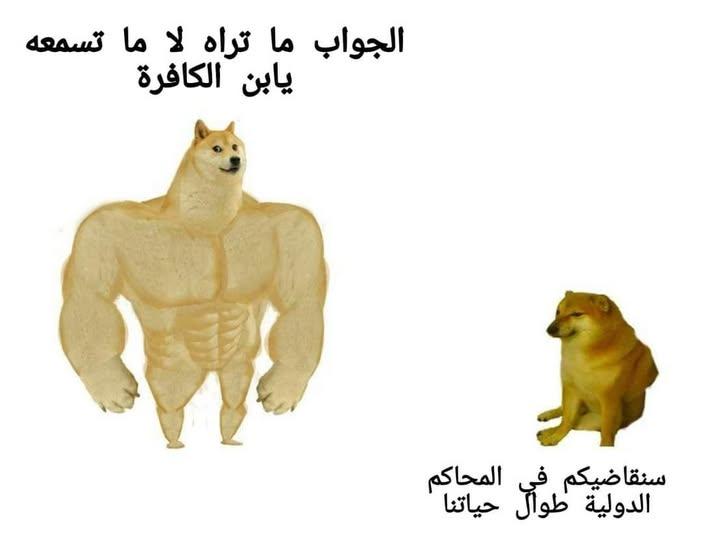 الجواب ما تراه لا ما تسمعه
يابن الكافرة
سنقاضيكم في المحاكم
الدولية طوال حياتنا